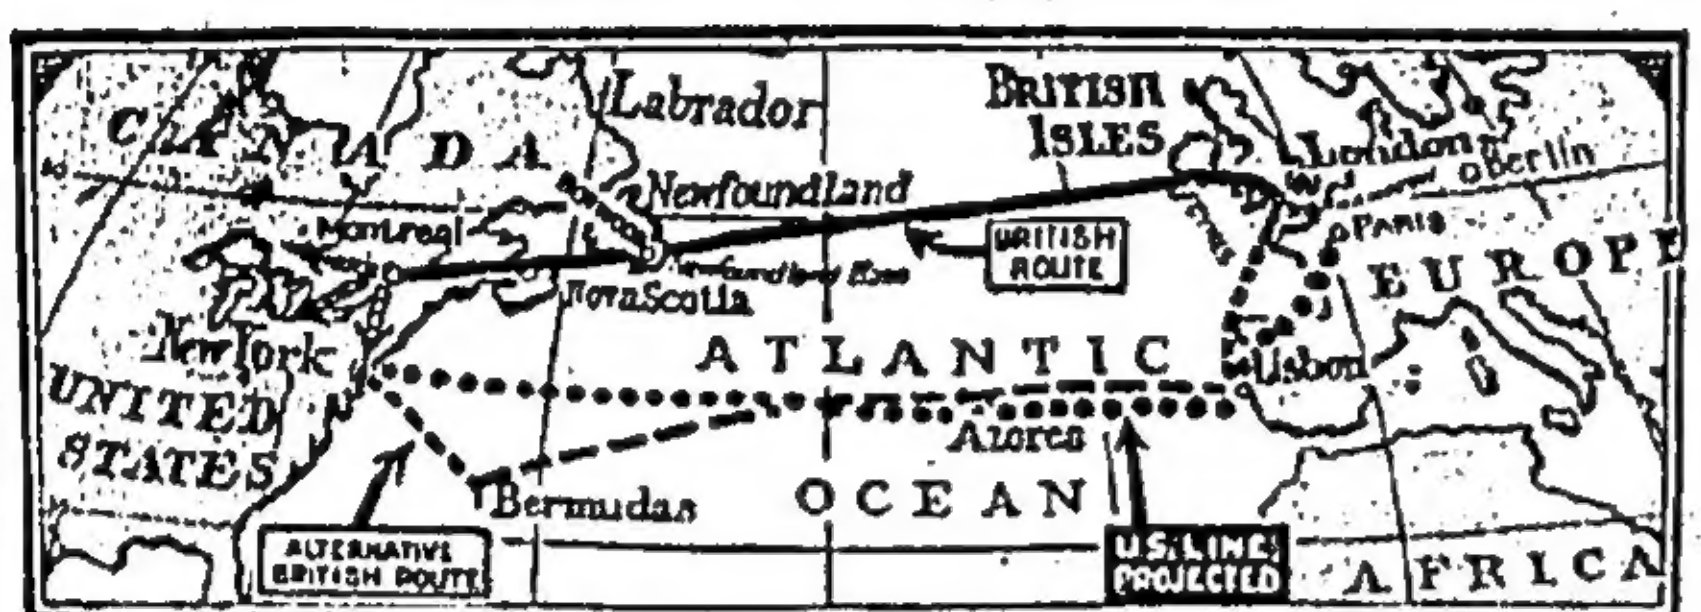 CANADA
Labrador
BRITISH
ISLES
London
Berlin
Newfoundland
Montreal
PARIS
BRITISH
ROUTE
EUROPE
Nova Scotia
New York
ATLANTIC
Lisbon
UNITED
STATES
Azores
Bermudas
OCEAN
ALTERNATIVE
BRITISH ROUTE
U.S. LINE
PROJECTED
AFRICA